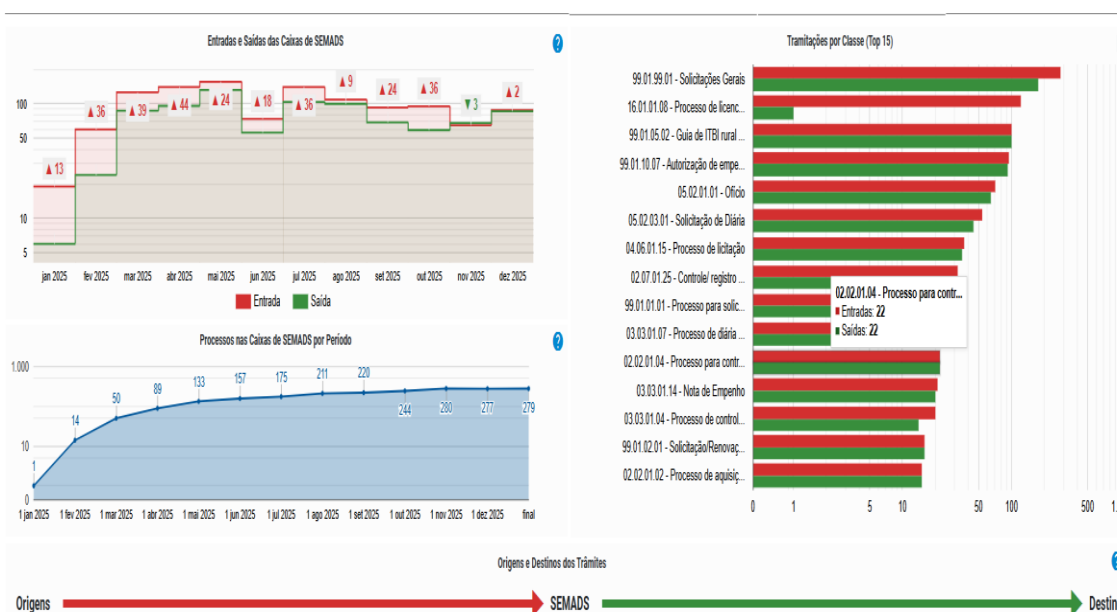 Entradas e Saídas das Caixas de SEMADS
?
100
50
10
5
▲ 13
▲ 36
▲ 39
▲ 44
▲ 24
▲ 18
▲ 36
▲ 9
▲ 24
▲ 36
▼ 3
▲ 2
jan 2025
fev 2025
mar 2025
abr 2025
mai 2025
jun 2025
jul 2025
ago 2025
set 2025
out 2025
nov 2025
dez 2025
Entrada
Saída
Processos nas Caixas de SEMADS por Período
?
1.000
10
0
1
14
50
89
133
157
175
211
220
244
280
277
279
1 jan 2025
1 fev 2025
1 mar 2025
1 abr 2025
1 mai 2025
1 jun 2025
1 jul 2025
1 ago 2025
1 set 2025
1 out 2025
1 nov 2025
1 dez 2025
final
Tramitações por Classe (Top 15)
99.01.99.01 - Solicitações Gerais
16.01.01.08 - Processo de licenc...
99.01.05.02 - Guia de ITBI rural ...
99.01.10.07 - Autorização de empe...
05.02.01.01 - Ofício
05.02.03.01 - Solicitação de Diária
04.06.01.15 - Processo de licitação
02.07.01.25 - Controle/ registro ...
99.01.01.01 - Processo para solic...
03.03.01.07 - Processo de diária ...
02.02.01.04 - Processo para contr...
03.03.01.14 - Nota de Empenho
03.03.01.04 - Processo de control...
99.01.02.01 - Solicitação/Renovaç...
02.02.01.02 - Processo de aquisiç...
02.02.01.04 - Processo para contr...
Entradas: 22
Saídas: 22
0
1
5
10
50
100
500
1.
Origens e Destinos dos Trâmites
?
Origens
SEMADS
Destin